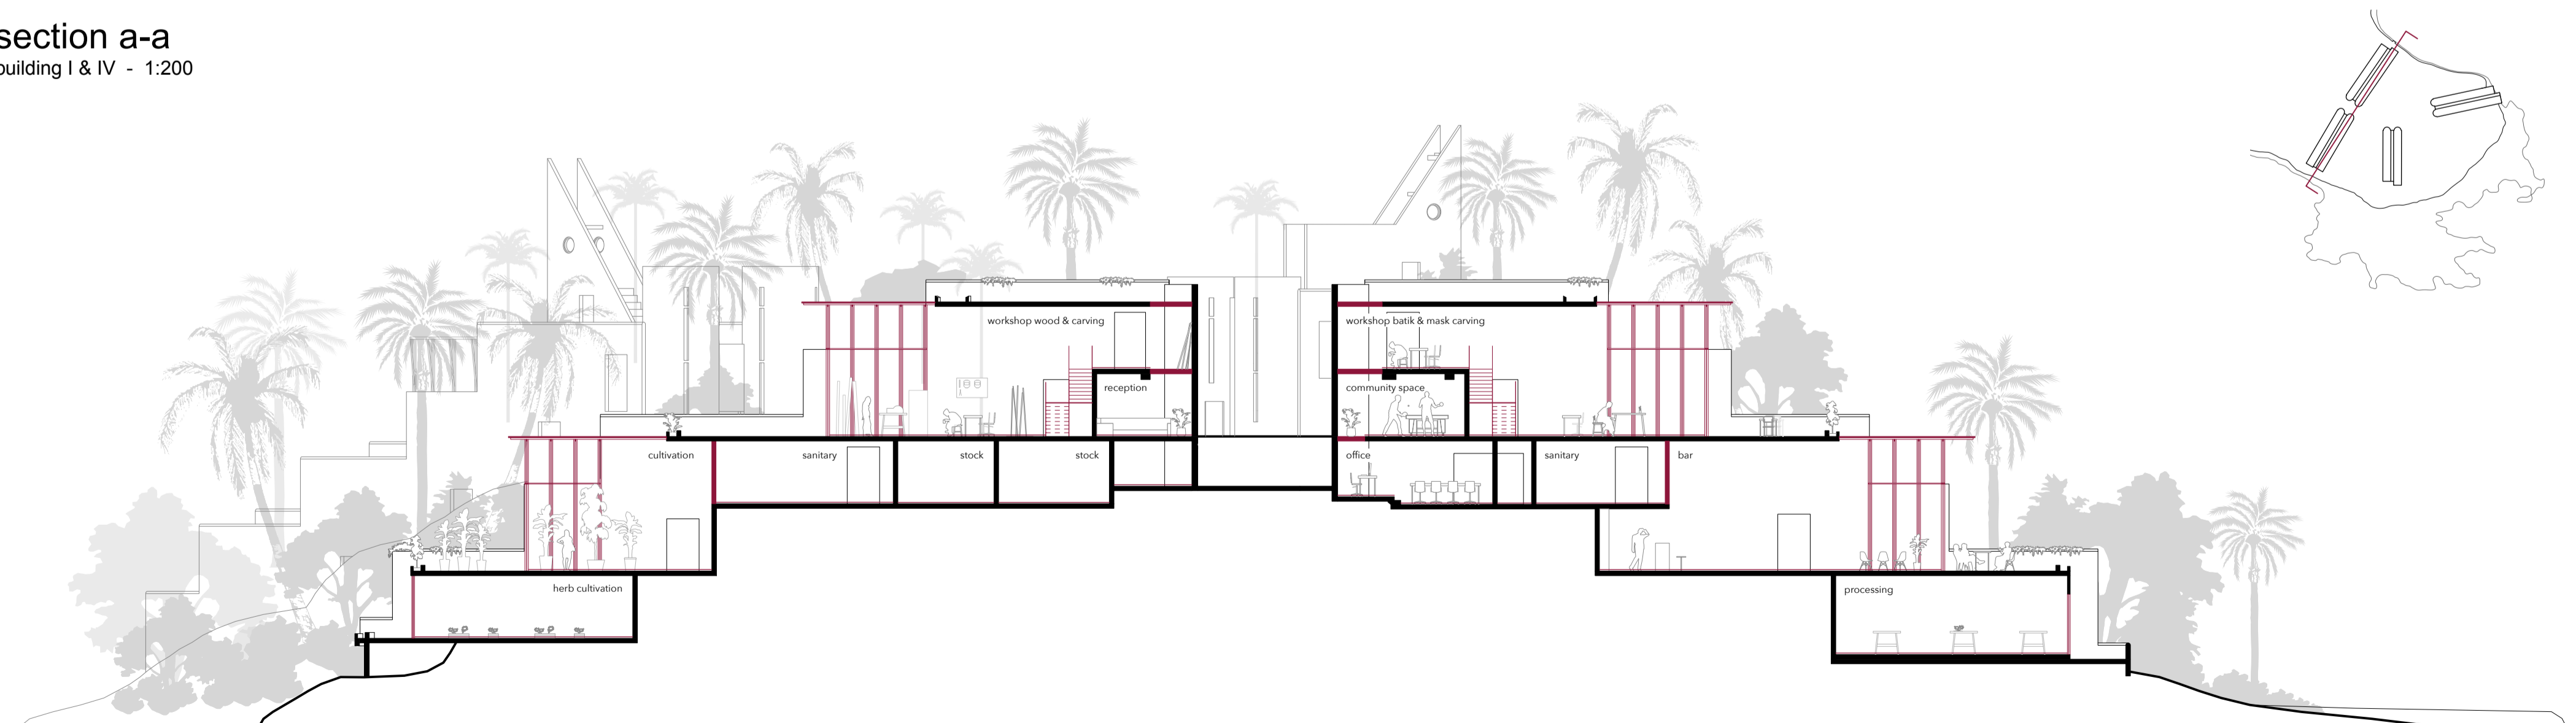 section a-a
building I & IV - 1:200
workshop wood & carving
workshop batik & mask carving
reception
community space
cultivation
sanitary
stock
stock
office
sanitary
bar
herb cultivation
processing